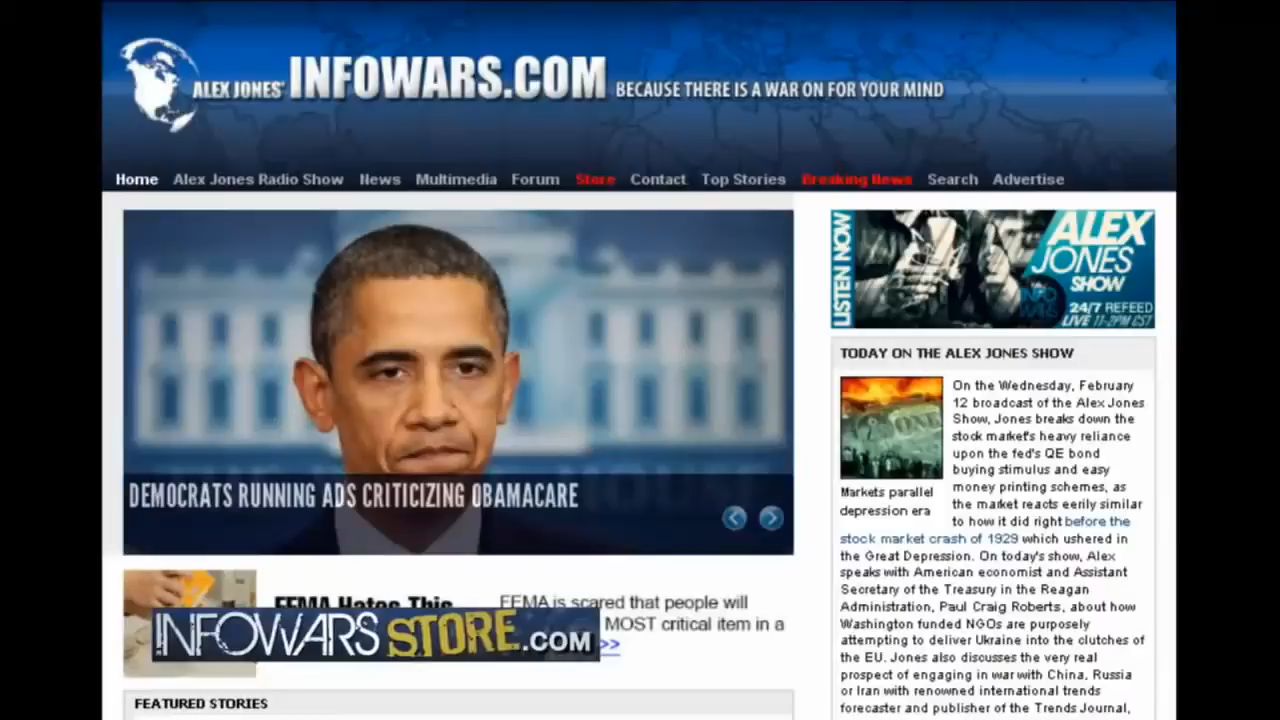 ALEX JONES' INFOWARS.COM BECAUSE THERE IS A WAR ON FOR YOUR MIND
Home Alex Jones Radio Show News Multimedia Forum Store Contact Top Stories Breaking News Search Advertise
DEMOCRATS RUNNING ADS CRITICIZING OBAMACARE
FEMA Hates This
FEMA is scared that people will
MOST critical item in a
>>
INFOWARS STORE.COM
FEATURED STORIES
LISTEN NOW
ALEX
JONES
SHOW
INFO
WARS
24/7 REFEED
LIVE 11-2PM CST
TODAY ON THE ALEX JONES SHOW
Markets parallel
depression era
On the Wednesday, February
12 broadcast of the Alex Jones
Show, Jones breaks down the
stock market's heavy reliance
upon the fed's QE bond
buying stimulus and easy
money printing schemes, as
the market reacts eerily similar
to how it did right before the
stock market crash of 1929 which ushered in
the Great Depression. On today's show, Alex
speaks with American economist and Assistant
Secretary of the Treasury in the Reagan
Administration, Paul Craig Roberts, about how
Washington funded NGOs are purposely
attempting to deliver Ukraine into the clutches of
the EU. Jones also discusses the very real
prospect of engaging in war with China, Russia
or Iran with renowned international trends
forecaster and publisher of the Trends Journal,